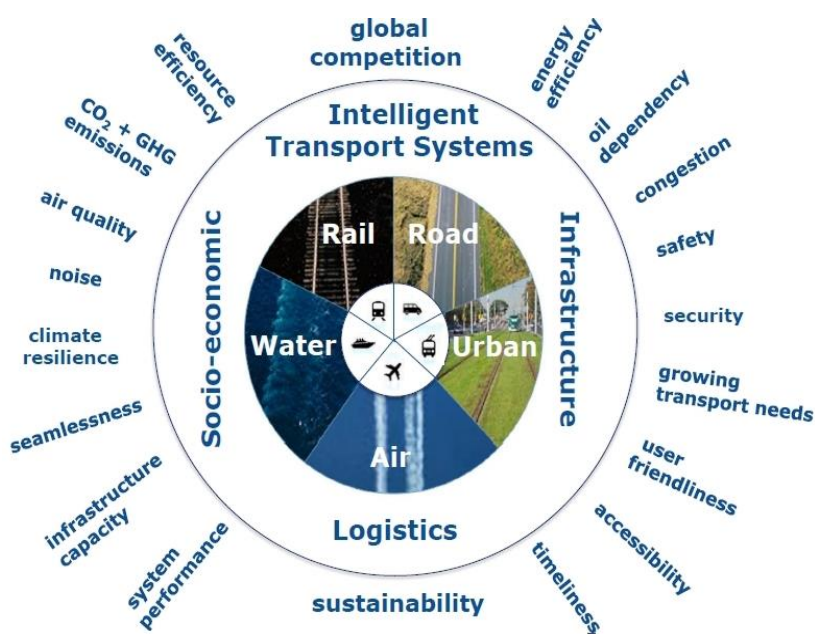 global
competition
energy
efficiency
oil
dependency
congestion
safety
security
growing
transport needs
user
friendliness
accessibility
timeliness
sustainability
system
performance
infrastructure
capacity
seamlessness
climate
resilience
noise
air quality
CO₂ + GHG
emissions
resource
efficiency
Intelligent
Transport Systems
Infrastructure
Logistics
Socio-economic
Rail
Road
Urban
Air
Water